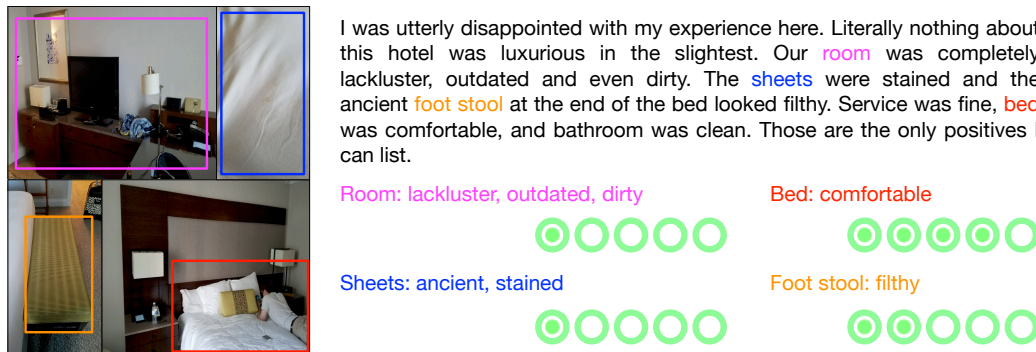 I was utterly disappointed with my experience here. Literally nothing about
this hotel was luxurious in the slightest. Our room was completely
lackluster, outdated and even dirty. The sheets were stained and the
ancient foot stool at the end of the bed looked filthy. Service was fine, bed
was comfortable, and bathroom was clean. Those are the only positives I
can list.
Room: lackluster, outdated, dirty
Bed: comfortable
Sheets: ancient, stained
Foot stool: filthy